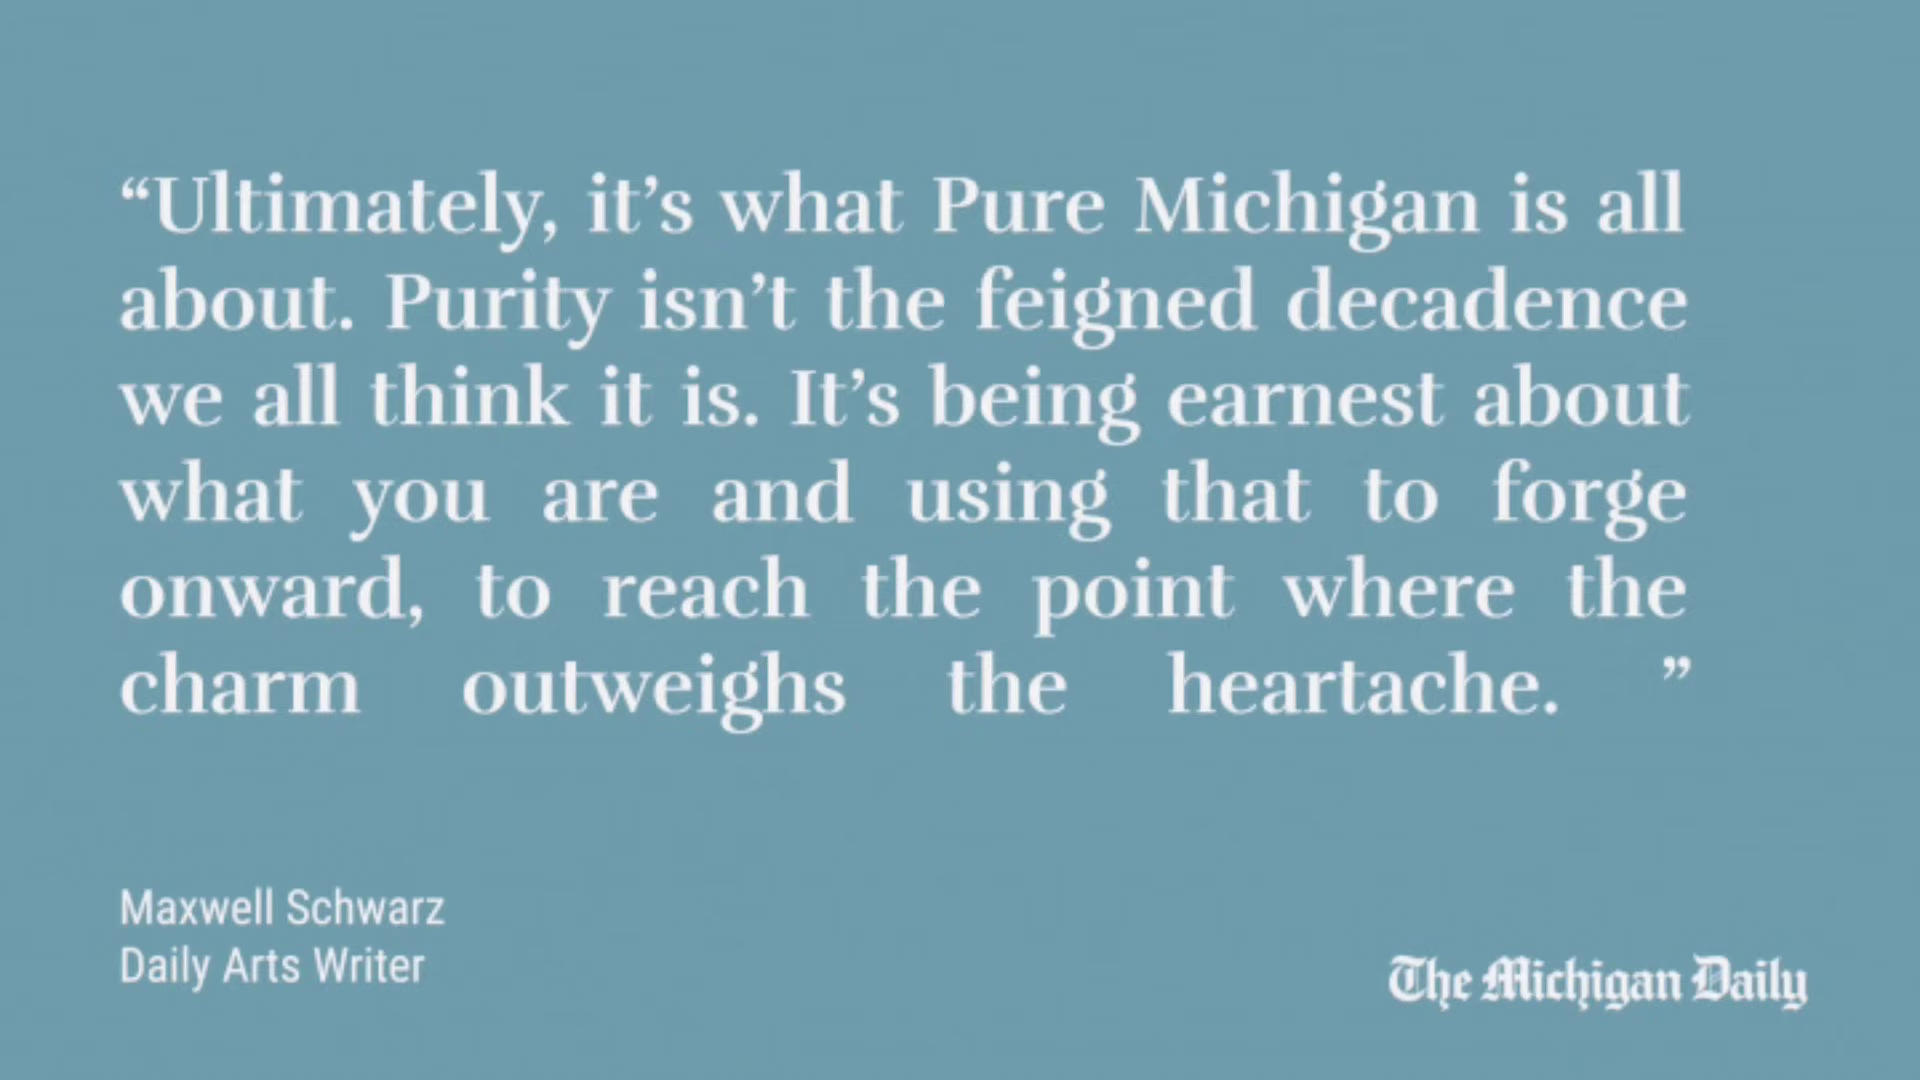 “Ultimately, it’s what Pure Michigan is all
about. Purity isn’t the feigned decadence
we all think it is. It’s being earnest about
what you are and using that to forge
onward, to reach the point where the
charm outweighs the heartache. ”
Maxwell Schwarz
Daily Arts Writer
The Michigan Daily